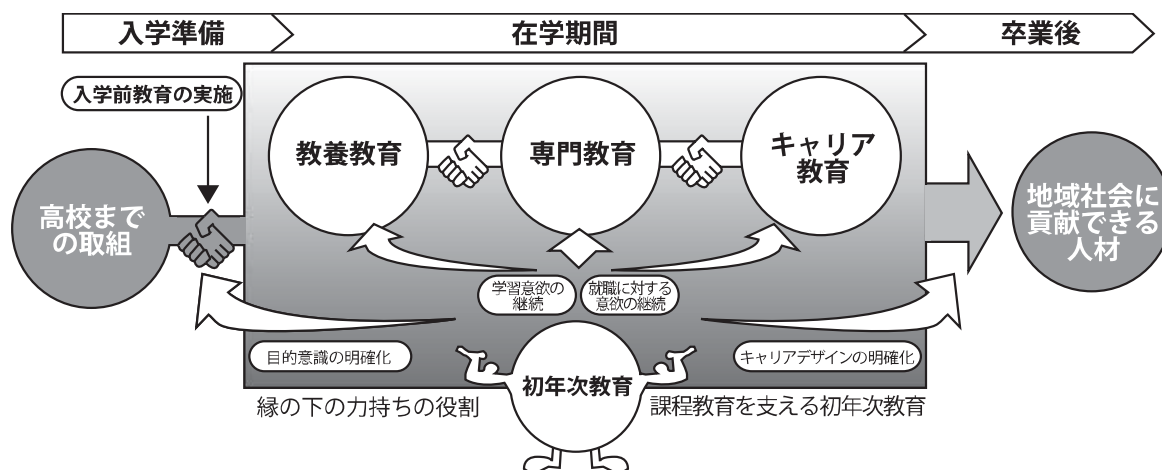 入学準備
在学期間
卒業後
入学前教育の実施
教養教育
専門教育
キャリア
教育
高校まで
の取組
地域社会に
貢献できる
人材
学習意欲の
継続
就職に対する
意欲の継続
目的意識の明確化
キャリアデザインの明確化
初年次教育
縁の下の力持ちの役割
課程教育を支える初年次教育